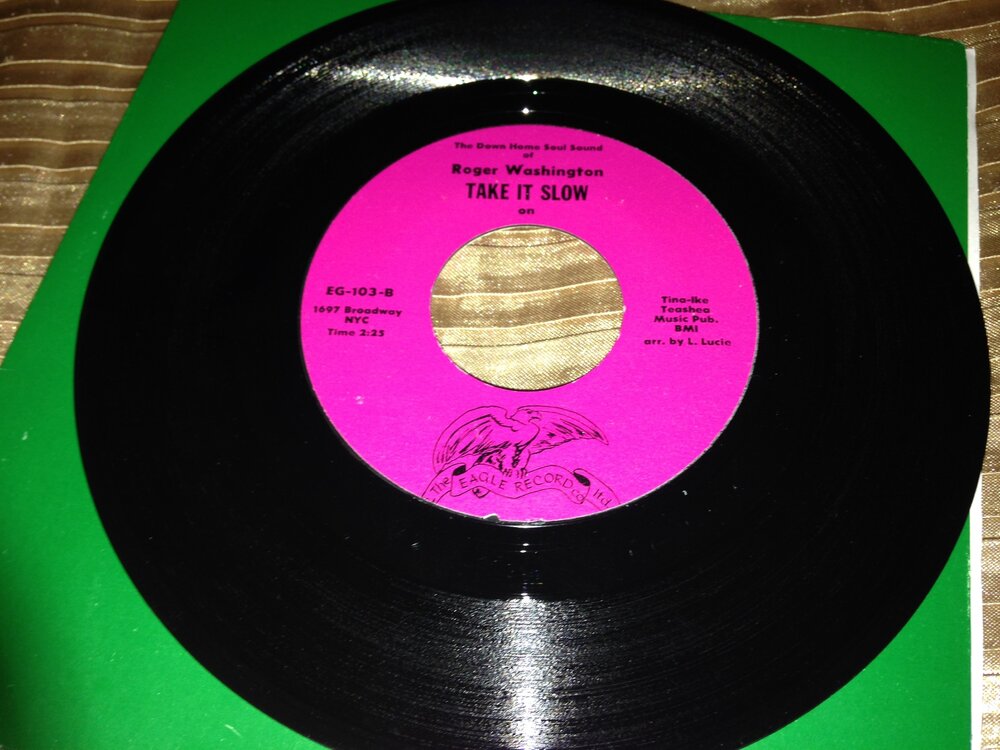 The Down Home Soul Sound
of
Roger Washington
TAKE IT SLOW
on
EG-103-B
1697 Broadway
NYC
Time 2:25
Tina-Ike
Teashea
Music Pub.
BMI
arr. by L. Lucie
The EAGLE RECORD co ltd